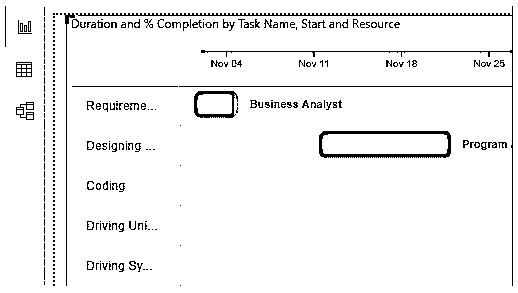 Duration and % Completion by Task Name, Start and Resource
Nov 04 Nov 11 Nov 18 Nov 25
Requireme... Business Analyst
Designing ... Program
Coding
Driving Uni...
Driving Sy...